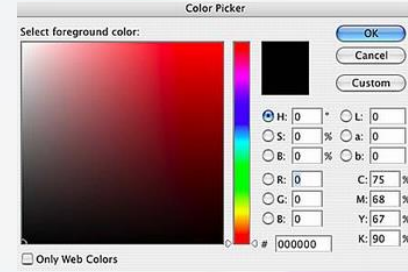 Color Picker
Select foreground color:
OK
Cancel
Custom
H: 0 ° L: 0
S: 0 % a: 0
B: 0 % b: 0
R: 0 C: 75 %
G: 0 M: 68 %
B: 0 Y: 67 %
# 000000 K: 90 %
Only Web Colors